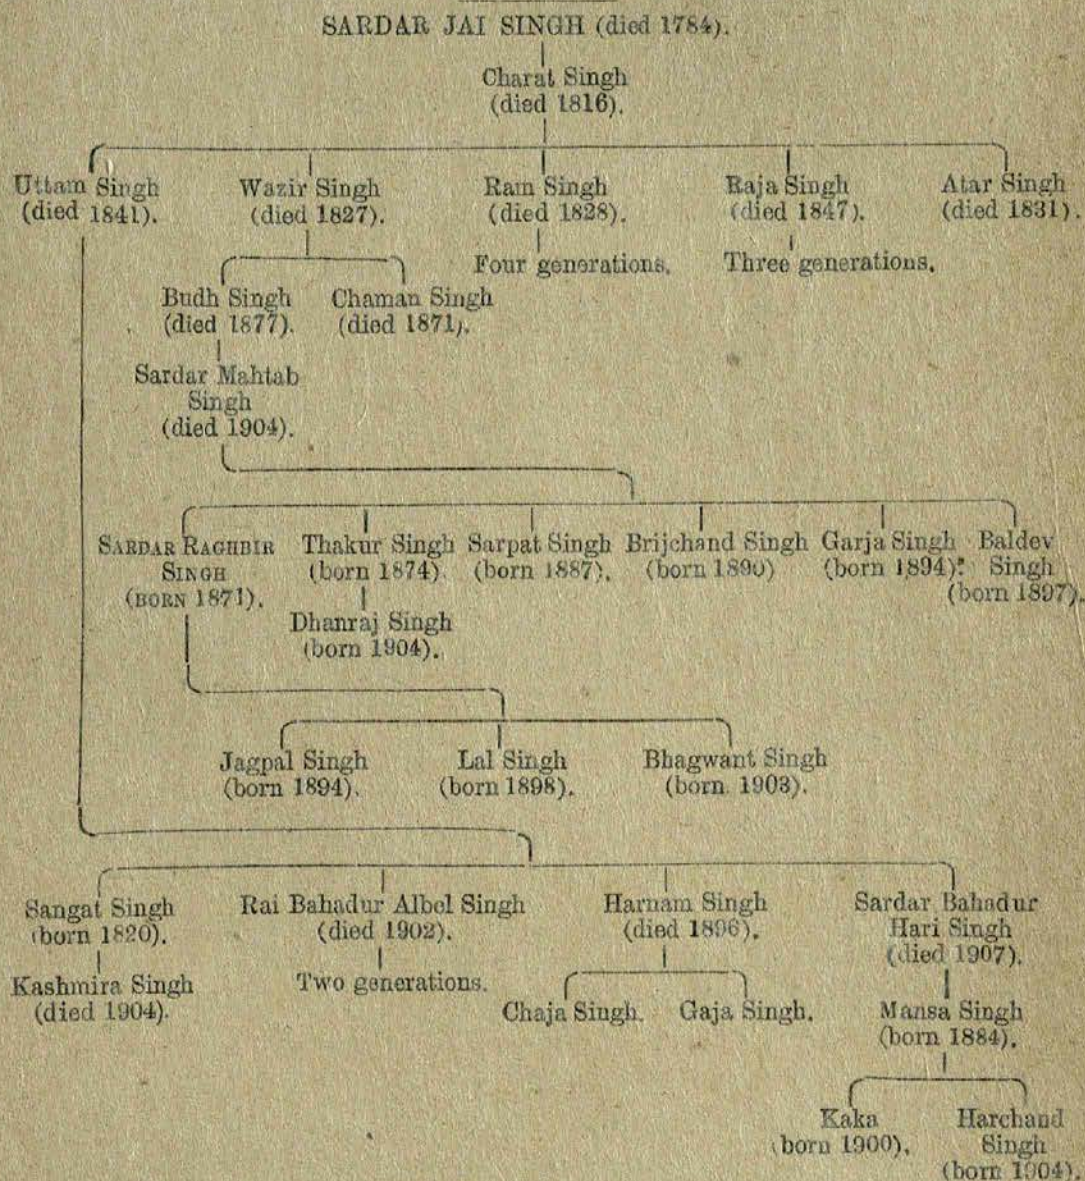 SARDAR JAI SINGH (died 1784).
Charat Singh
(died 1816).
Uttam Singh
(died 1841).
Wazir Singh
(died 1827).
Ram Singh
(died 1828).
Raja Singh
(died 1847).
Atar Singh
(died 1831).
Four generations.
Three generations.
Budh Singh
(died 1877).
Chaman Singh
(died 1871).
Sardar Mahtab
Singh
(died 1904).
SARDAR RAGHBIR
SINGH
(BORN 1871).
Thakur Singh
(born 1874).
Sarpat Singh
(born 1887).
Brijchand Singh
(born 1890)
Garja Singh
(born 1894).
Baldev
Singh
(born 1897).
Dhanraj Singh
(born 1904).
Jagpal Singh
(born 1894).
Lal Singh
(born 1898).
Bhagwant Singh
(born 1903).
Sangat Singh
(born 1820).
Rai Bahadur Albel Singh
(died 1902).
Harnam Singh
(died 1896).
Sardar Bahadur
Hari Singh
(died 1907).
Kashmira Singh
(died 1904).
Two generations.
Chaja Singh.
Gaja Singh.
Mansa Singh
(born 1884).
Kaka
(born 1900),
Harchand
Singh
(born 1904).